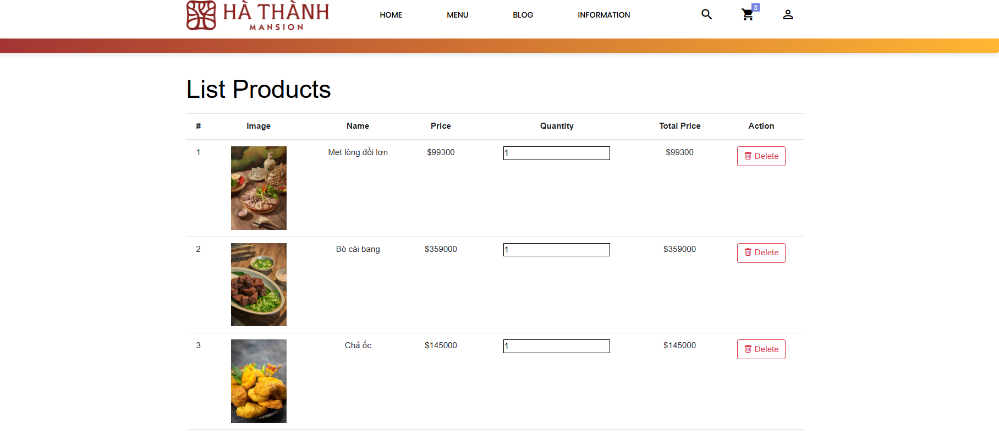 HÀ THÀNH
MANSION
HOME MENU BLOG INFORMATION 3
List Products
# Image Name Price Quantity Total Price Action
1 Mẹt lòng đồi lợn $99300 1 $99300 Delete
2 Bò cái bang $359000 1 $359000 Delete
3 Chả ốc $145000 1 $145000 Delete